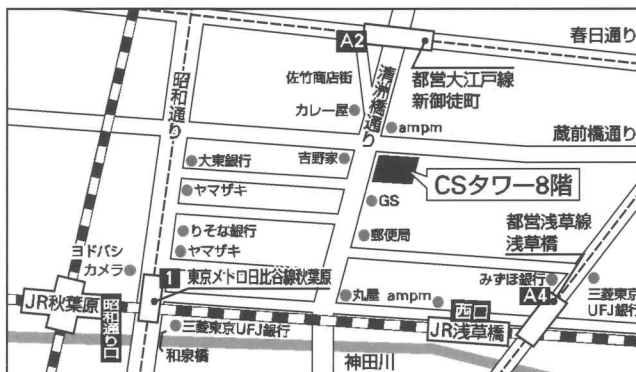 A2
春日通り
昭和通り
佐竹商店街
清洲橋通り
都営大江戸線
新御徒町
カレー屋
ampm
蔵前橋通り
大東銀行
吉野家
ヤマザキ
CSタワー8階
GS
りそな銀行
ヤマザキ
郵便局
都営浅草線
浅草橋
ヨドバシ
カメラ
1
東京メトロ日比谷線秋葉原
みずほ銀行
A4
三菱東京
UFJ銀行
JR秋葉原
昭和通り口
丸屋
ampm
西口
JR浅草橋
三菱東京UFJ銀行
和泉橋
神田川